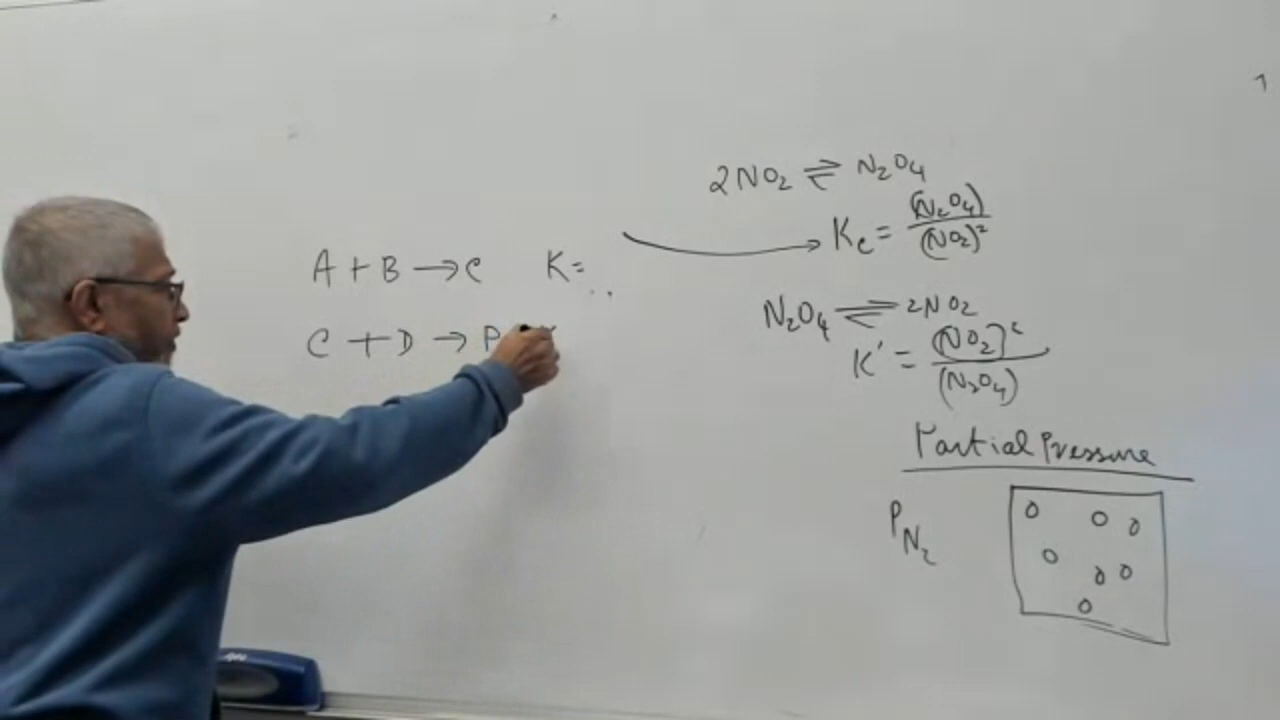 A + B → C K = ..
C + D → P
2NO₂ ⇌ N₂O₄
Kc = (N₂O₄) / (NO₂)²
N₂O₄ ⇌ 2NO₂
K' = (NO₂)² / (N₂O₄)
Partial Pressure
P N₂